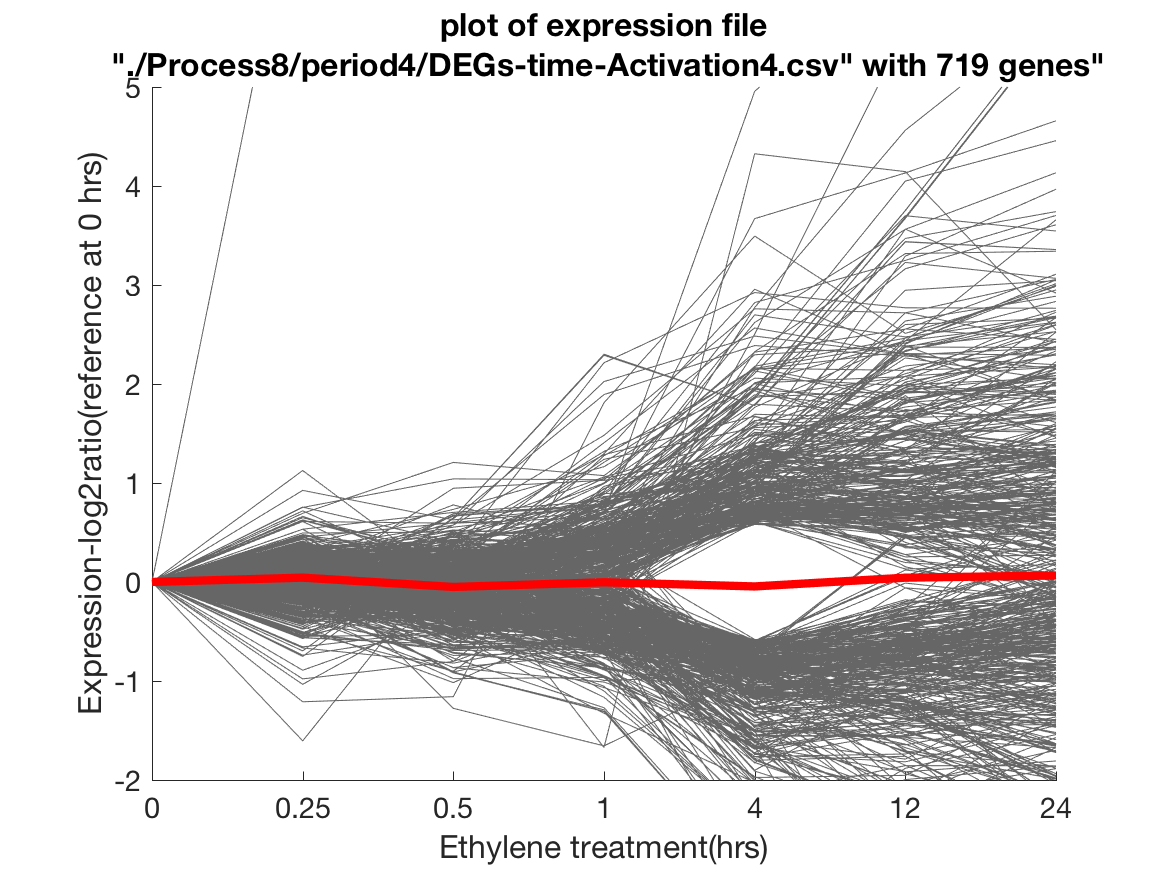 plot of expression file
"./Process8/period4/DEGs-time-Activation4.csv" with 719 genes"
Expression-log2ratio(reference at 0 hrs)
5
4
3
2
1
0
-1
-2
0 0.25 0.5 1 4 12 24
Ethylene treatment(hrs)